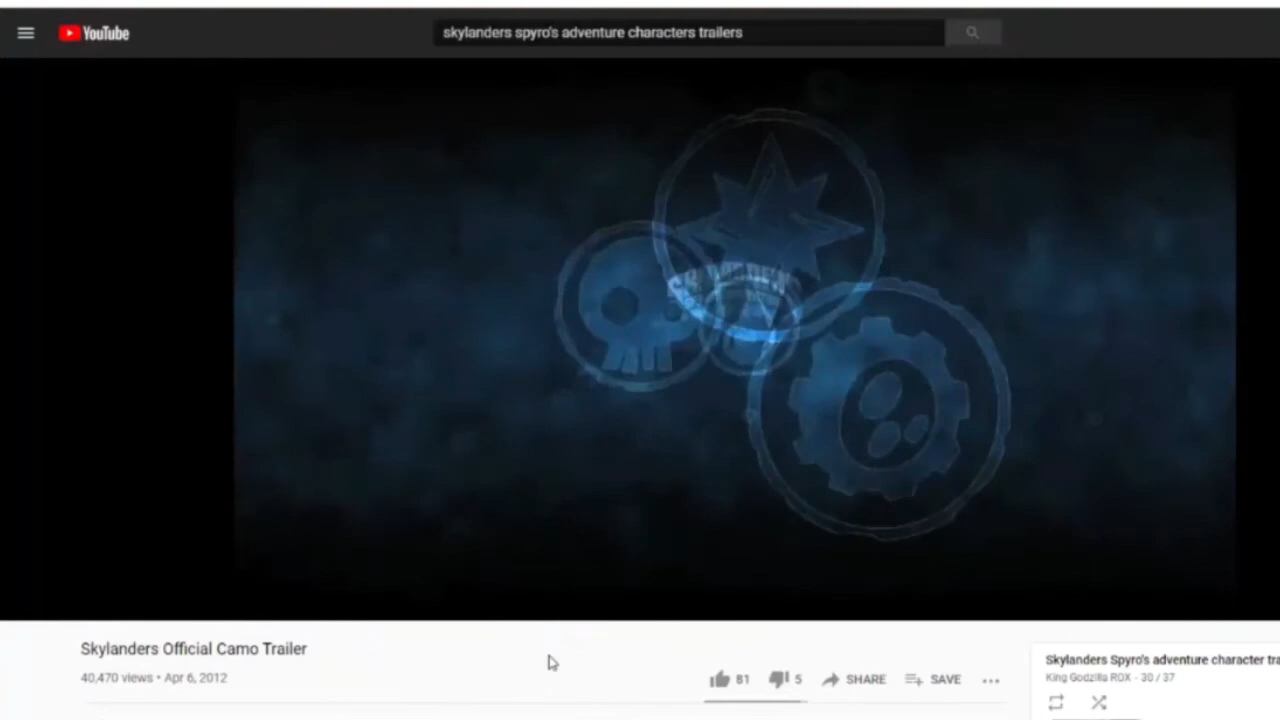 YouTube
skylanders spyro's adventure characters trailers
Skylanders Official Camo Trailer
40,470 views • Apr 6, 2012
81
5
SHARE
SAVE
Skylanders Spyro's adventure character tra
King Godzilla ROX - 30 / 37